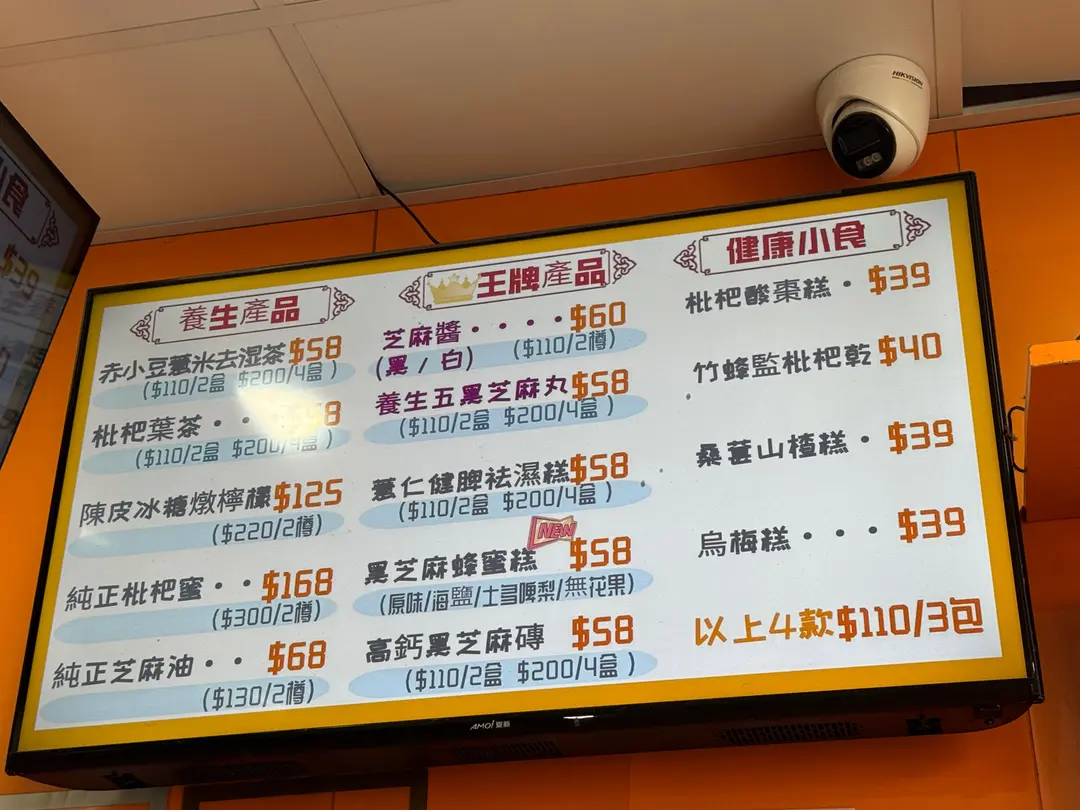 HIKVISION
小食
$39
養生產品
赤小豆薏米去湿茶$58
($110/2盒 $200/4盒 )
枇杷葉茶・・ 8
($110/2盒 $200/4盒 )
陳皮冰糖燉檸檬$125
($220/2樽)
純正枇杷蜜・・$168
($300/2樽)
純正芝麻油・・ $68
($130/2樽)
王牌產品
芝麻醬・・・・$60
(黑 / 白) ($110/2樽)
養生五黑芝麻丸$58
($110/2盒 $200/4盒 )
薏仁健脾祛濕糕$58
($110/2盒 $200/4盒 )
NEW
黑芝麻蜂蜜糕 $58
(原味/海鹽/士多啤梨/無花果)
高鈣黑芝麻磚 $58
($110/2盒 $200/4盒 )
健康小食
枇杷酸棗糕・$39
竹蜂監枇杷乾$40
桑葚山楂糕・$39
烏梅糕・・・$39
以上4款$110/3包
AMOI 夏新